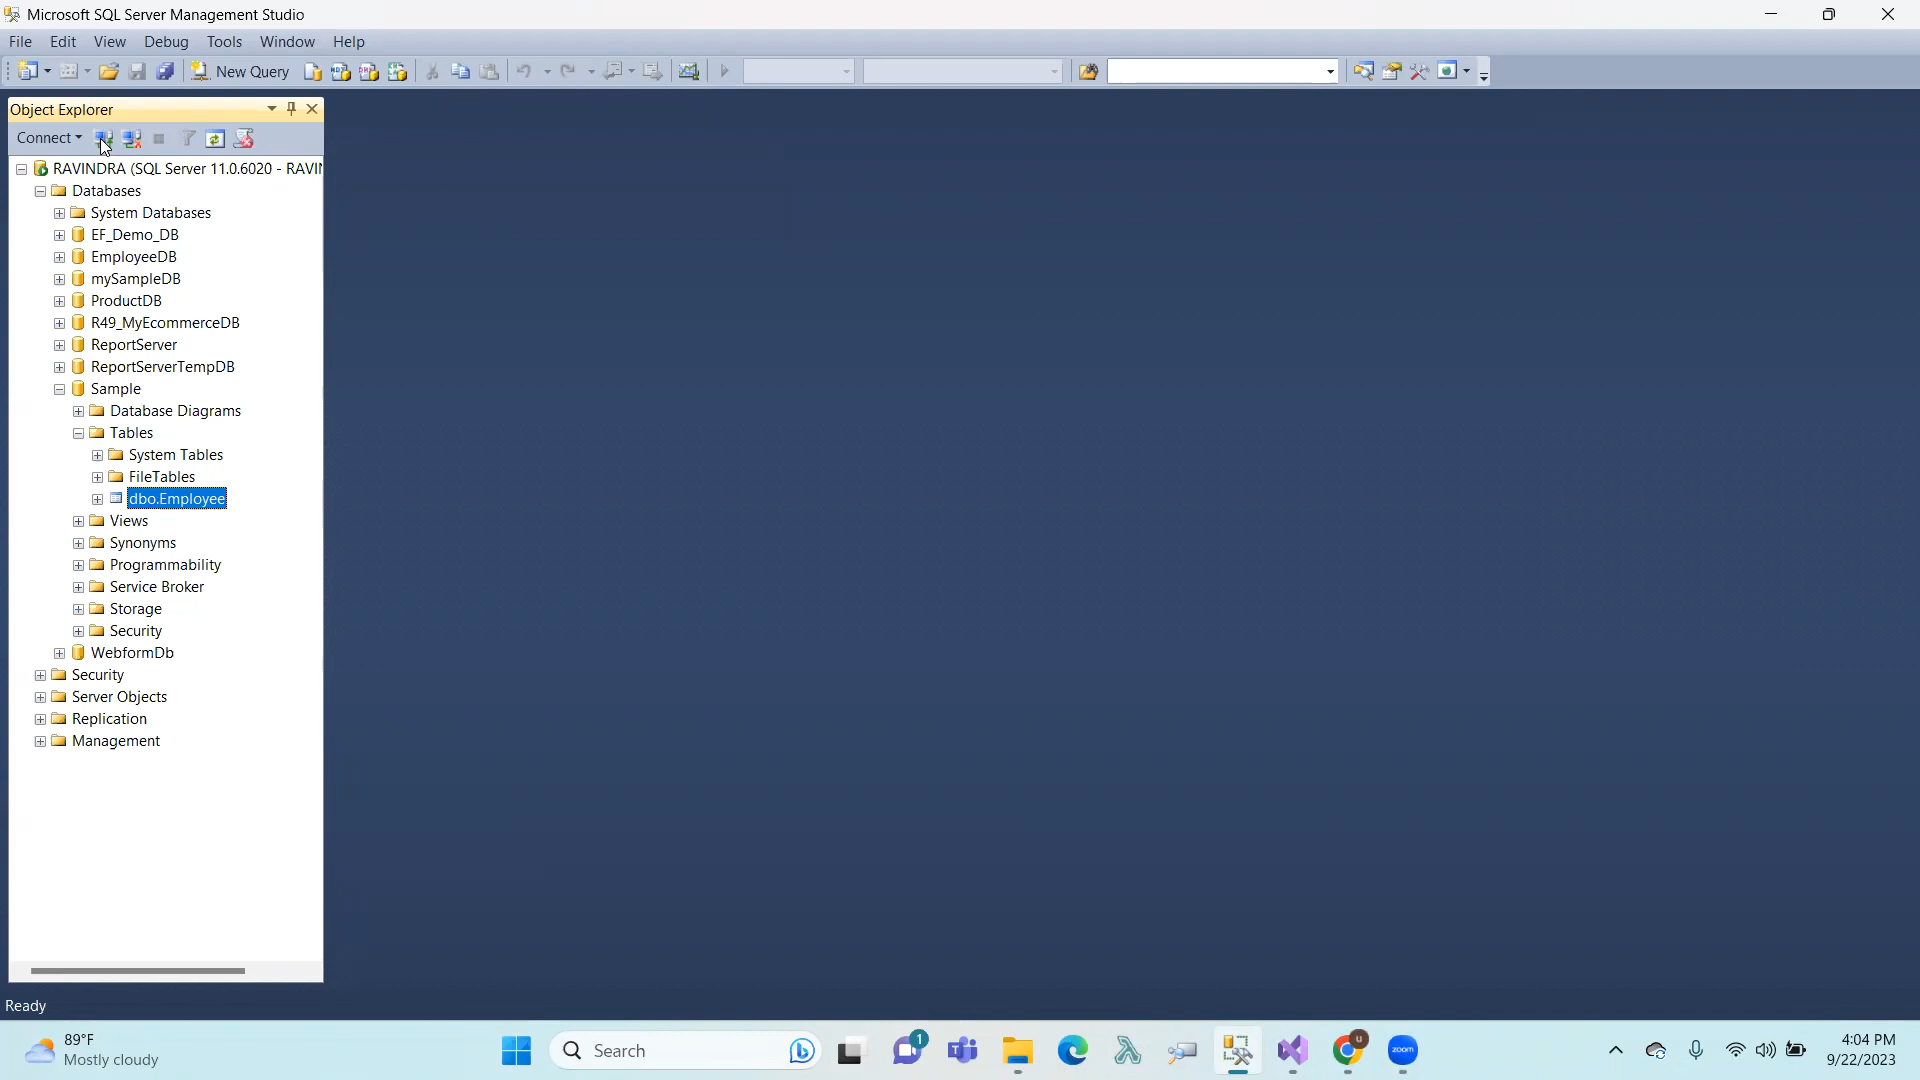 Microsoft SQL Server Management Studio
File Edit View Debug Tools Window Help
New Query
Object Explorer
Connect
RAVINDRA (SQL Server 11.0.6020 - RAVIN
Databases
System Databases
EF_Demo_DB
EmployeeDB
mySampleDB
ProductDB
R49_MyEcommerceDB
ReportServer
ReportServerTempDB
Sample
Database Diagrams
Tables
System Tables
FileTables
dbo.Employee
Views
Synonyms
Programmability
Service Broker
Storage
Security
WebformDb
Security
Server Objects
Replication
Management
Ready
89°F
Mostly cloudy
Search
1
u
zoom
4:04 PM
9/22/2023